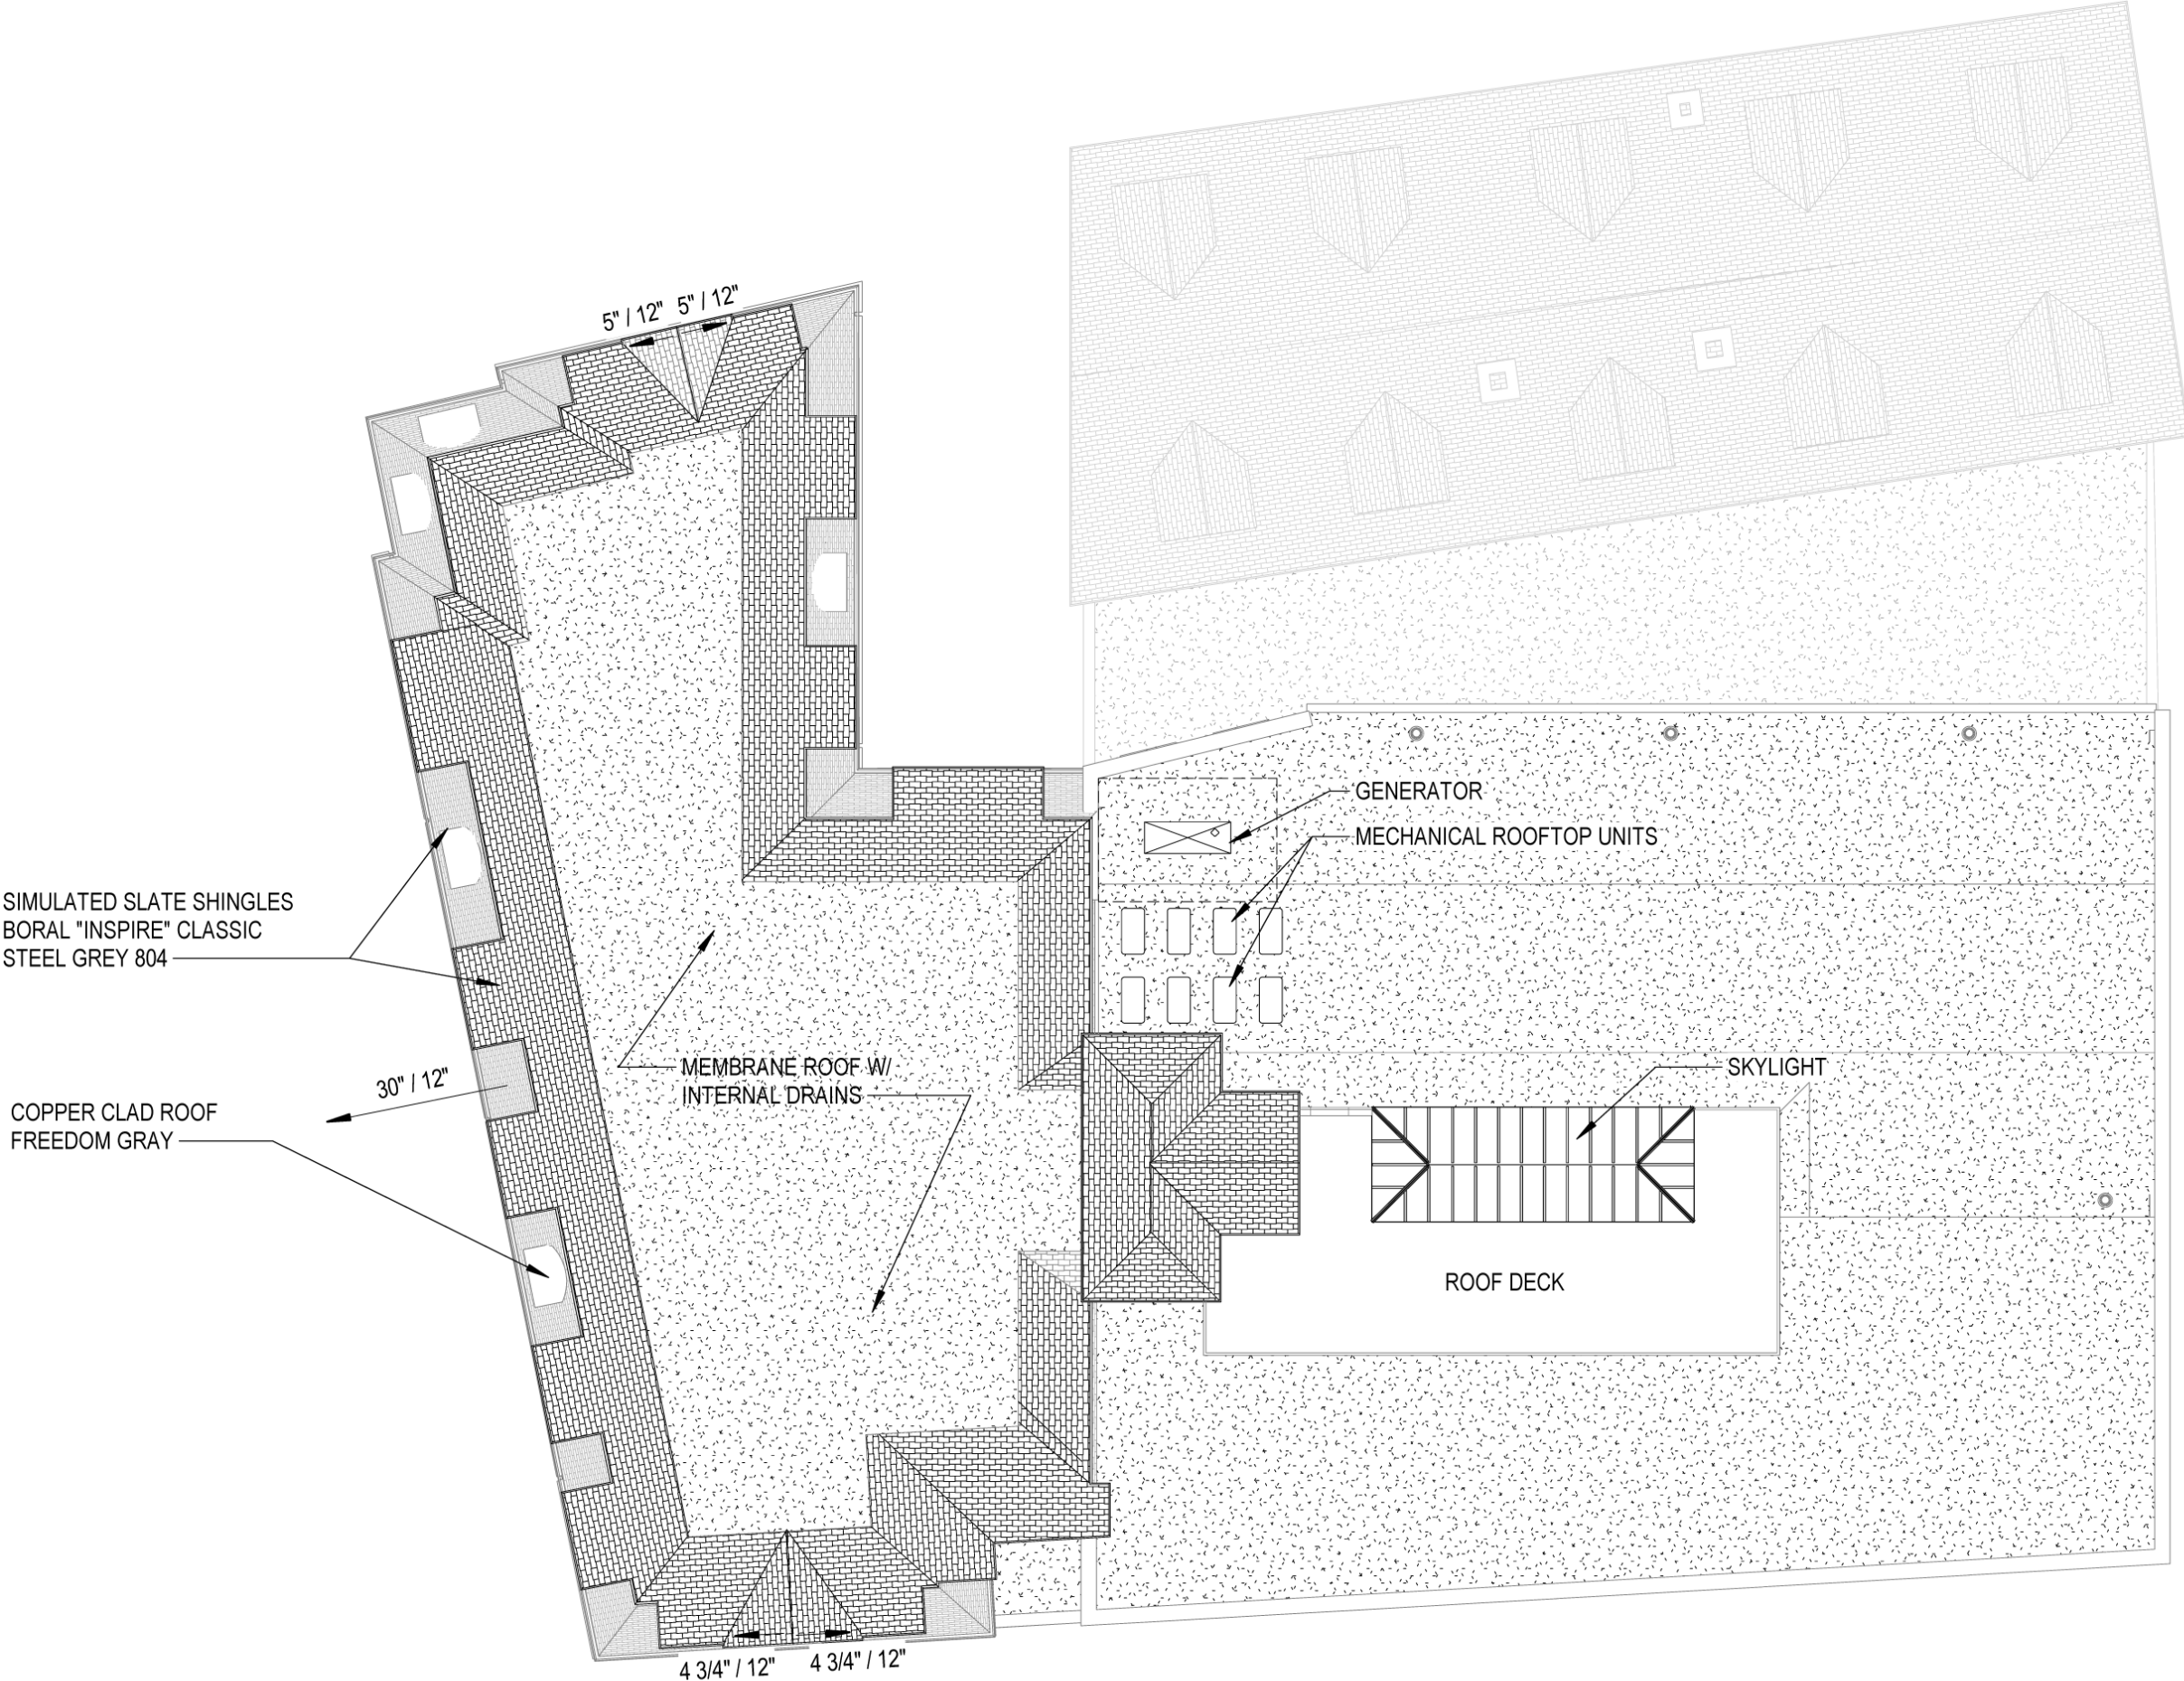 5" / 12" 5" / 12"
GENERATOR
MECHANICAL ROOFTOP UNITS
SIMULATED SLATE SHINGLES
BORAL "INSPIRE" CLASSIC
STEEL GREY 804
MEMBRANE ROOF W/
INTERNAL DRAINS
SKYLIGHT
30" / 12"
COPPER CLAD ROOF
FREEDOM GRAY
ROOF DECK
4 3/4" / 12" 4 3/4" / 12"